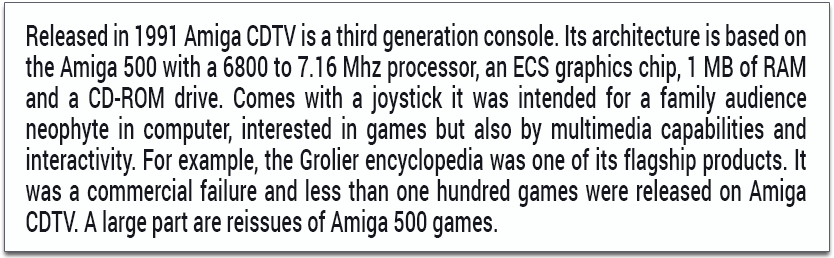 Released in 1991 Amiga CDTV is a third generation console. Its architecture is based on
the Amiga 500 with a 6800 to 7.16 Mhz processor, an ECS graphics chip, 1 MB of RAM
and a CD-ROM drive. Comes with a joystick it was intended for a family audience
neophyte in computer, interested in games but also by multimedia capabilities and
interactivity. For example, the Grolier encyclopedia was one of its flagship products. It
was a commercial failure and less than one hundred games were released on Amiga
CDTV. A large part are reissues of Amiga 500 games.